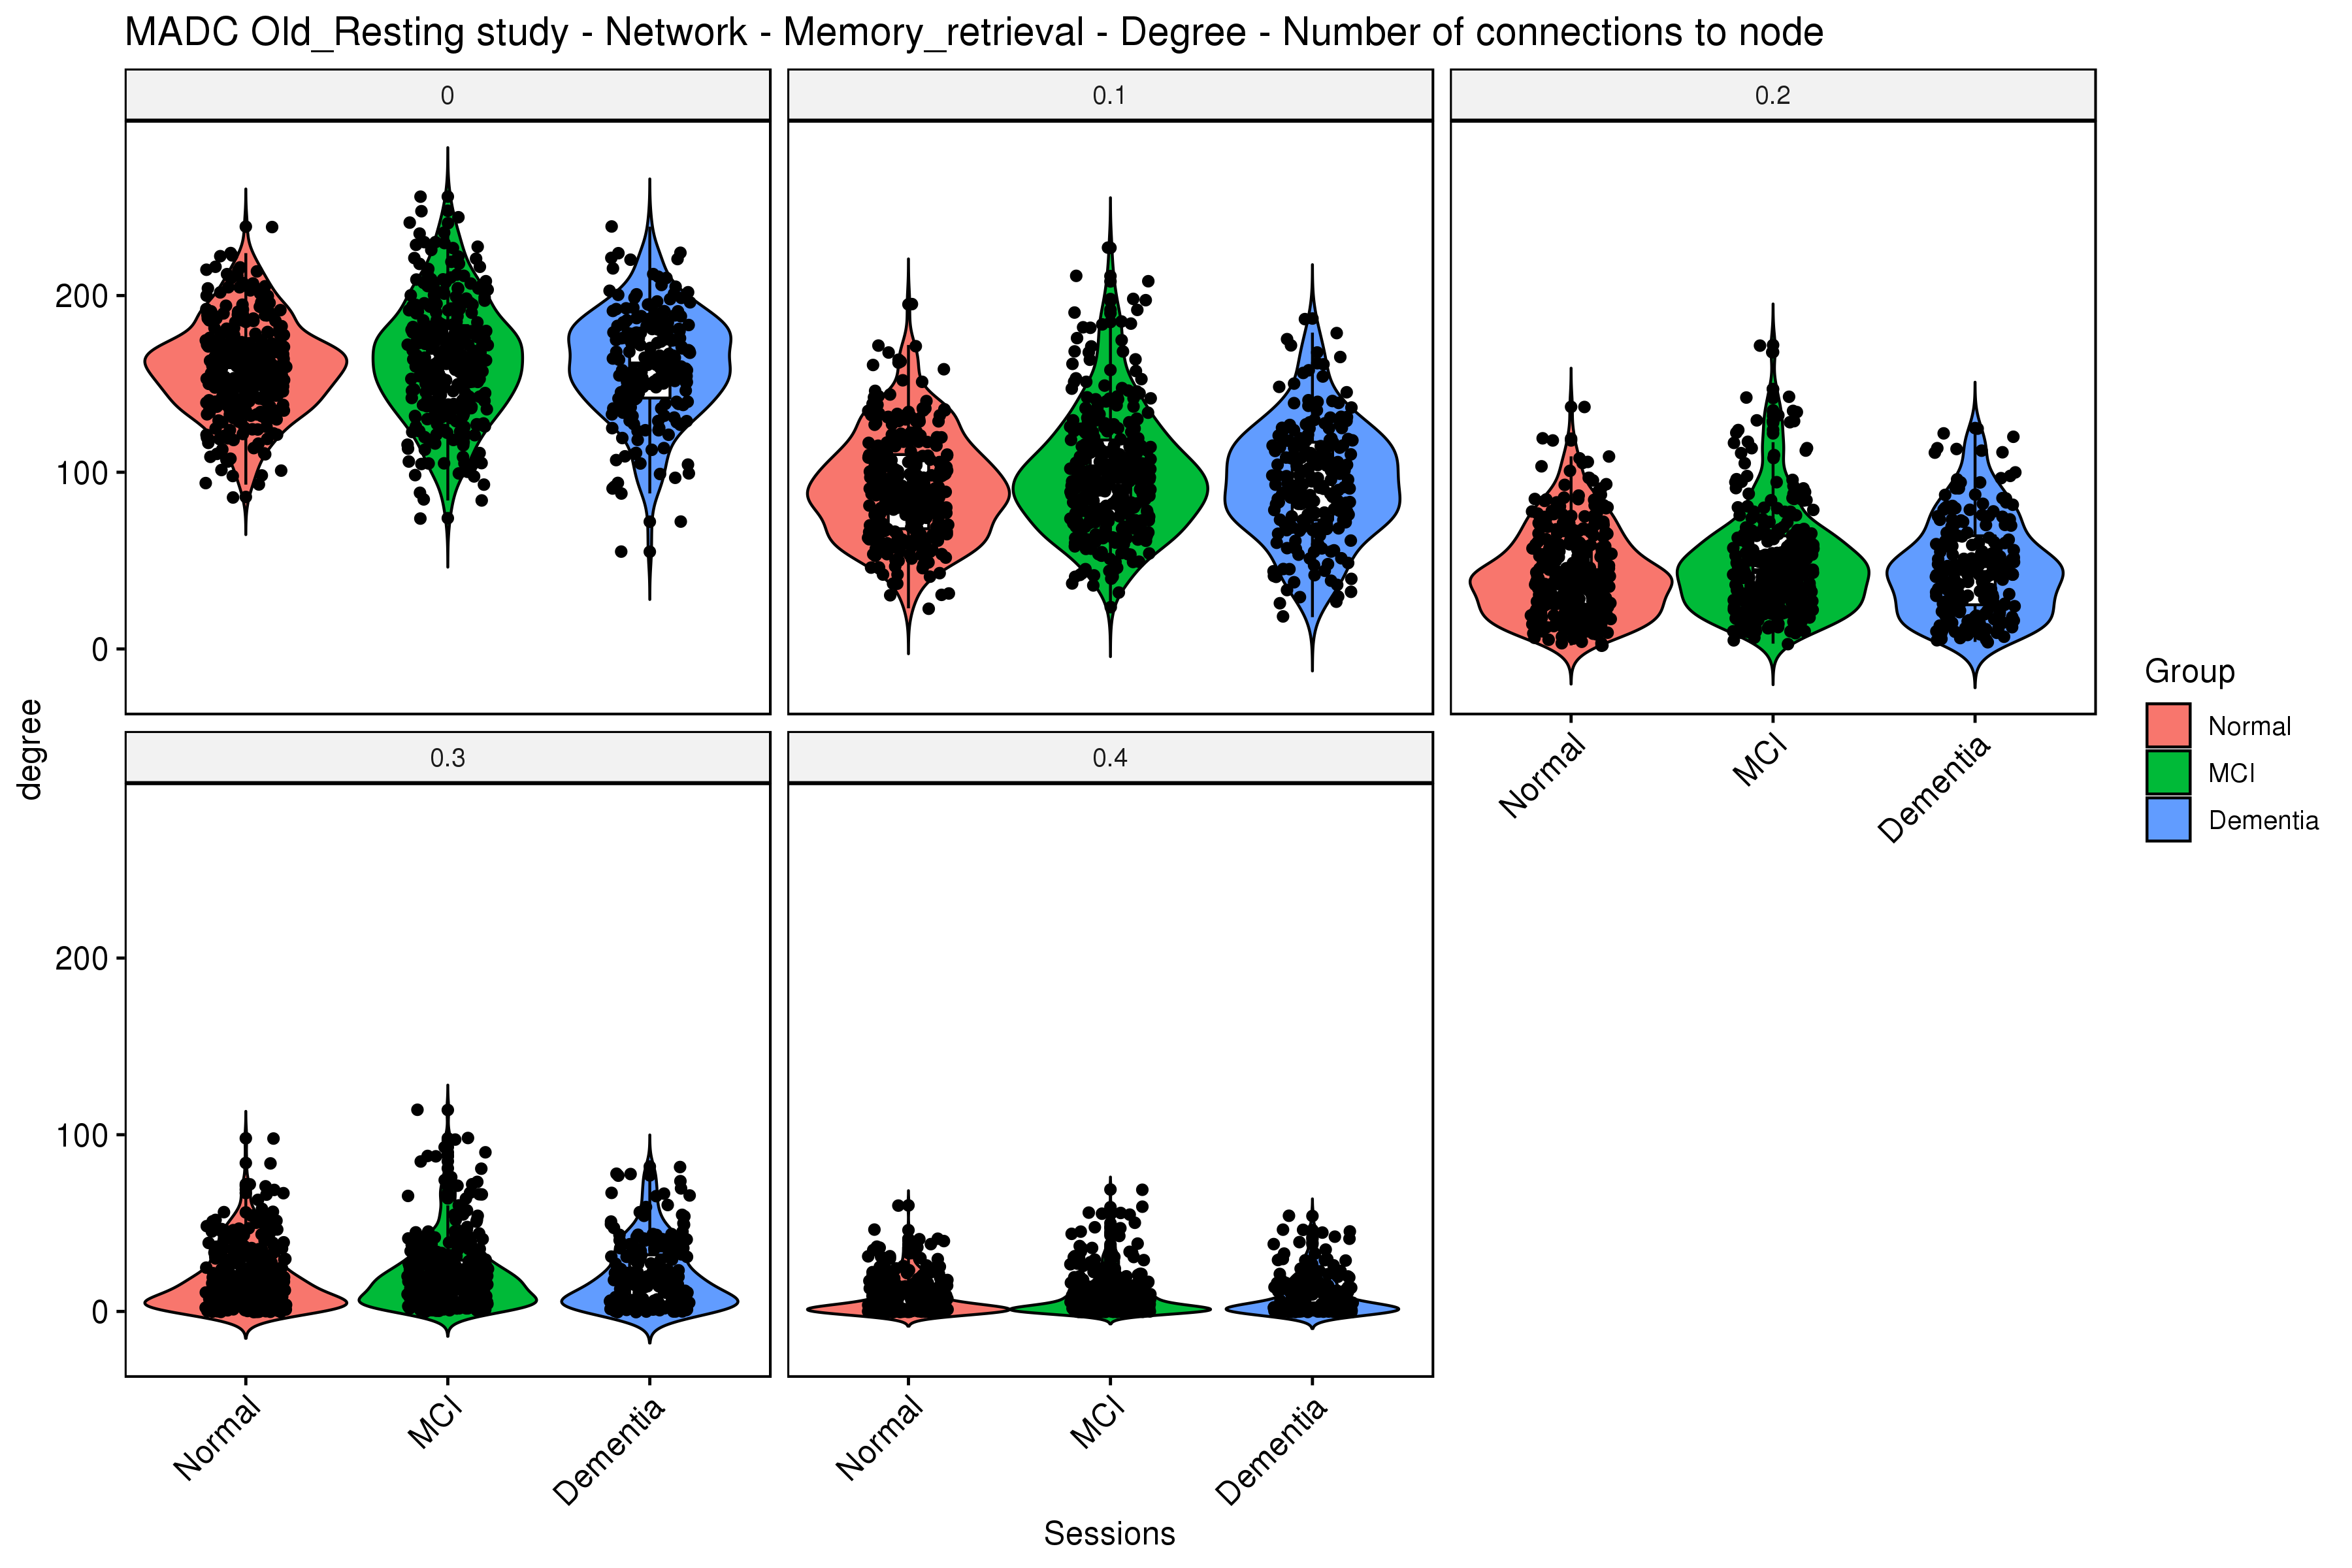 MADC Old_Resting study - Network - Memory_retrieval - Degree - Number of connections to node
0
0.1
0.2
200
100
0
degree
Normal
MCI
Dementia
Group
Normal
MCI
Dementia
0.3
0.4
200
100
0
Normal
MCI
Dementia
Normal
MCI
Dementia
Sessions